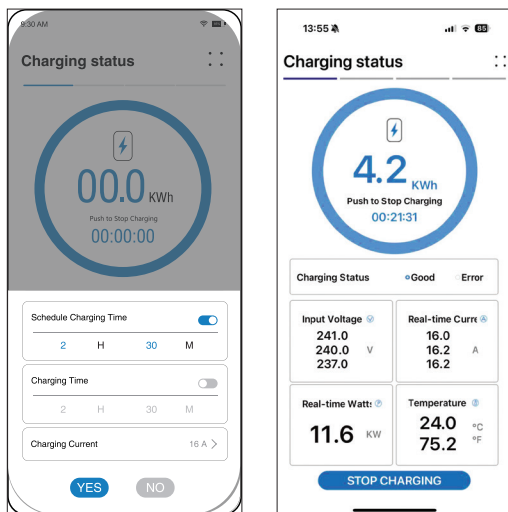 9:30 AM
Charging status
00.0 KWh
Push to Stop Charging
00:00:00
Schedule Charging Time
2 H 30 M
Charging Time
2 H 30 M
Charging Current 16 A
YES NO
13:55 85
Charging status
4.2 KWh
Push to Stop Charging
00:21:31
Charging Status Good Error
Input Voltage V
241.0
240.0 V
237.0
Real-time Curre A
16.0
16.2 A
16.2
Real-time Watts P
11.6 KW
Temperature
24.0 °C
75.2 °F
STOP CHARGING